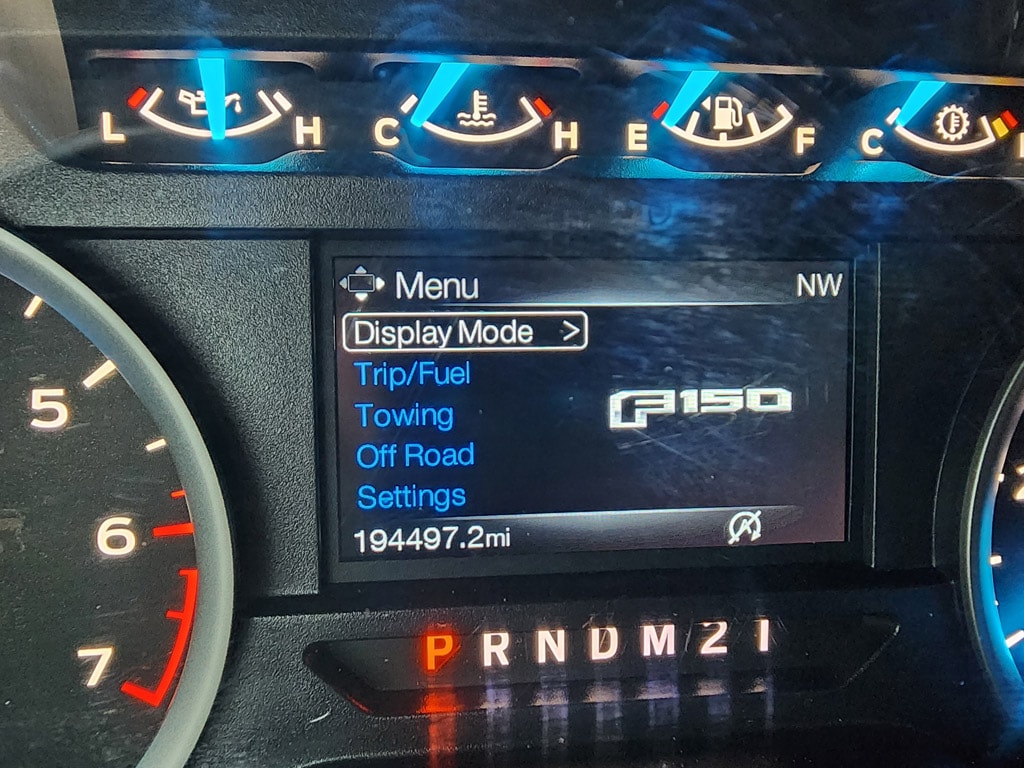 L H C H E F C
Menu NW
Display Mode >
Trip/Fuel
F150
Towing
Off Road
Settings
194497.2mi
5
6
7
P R N D M 2 1